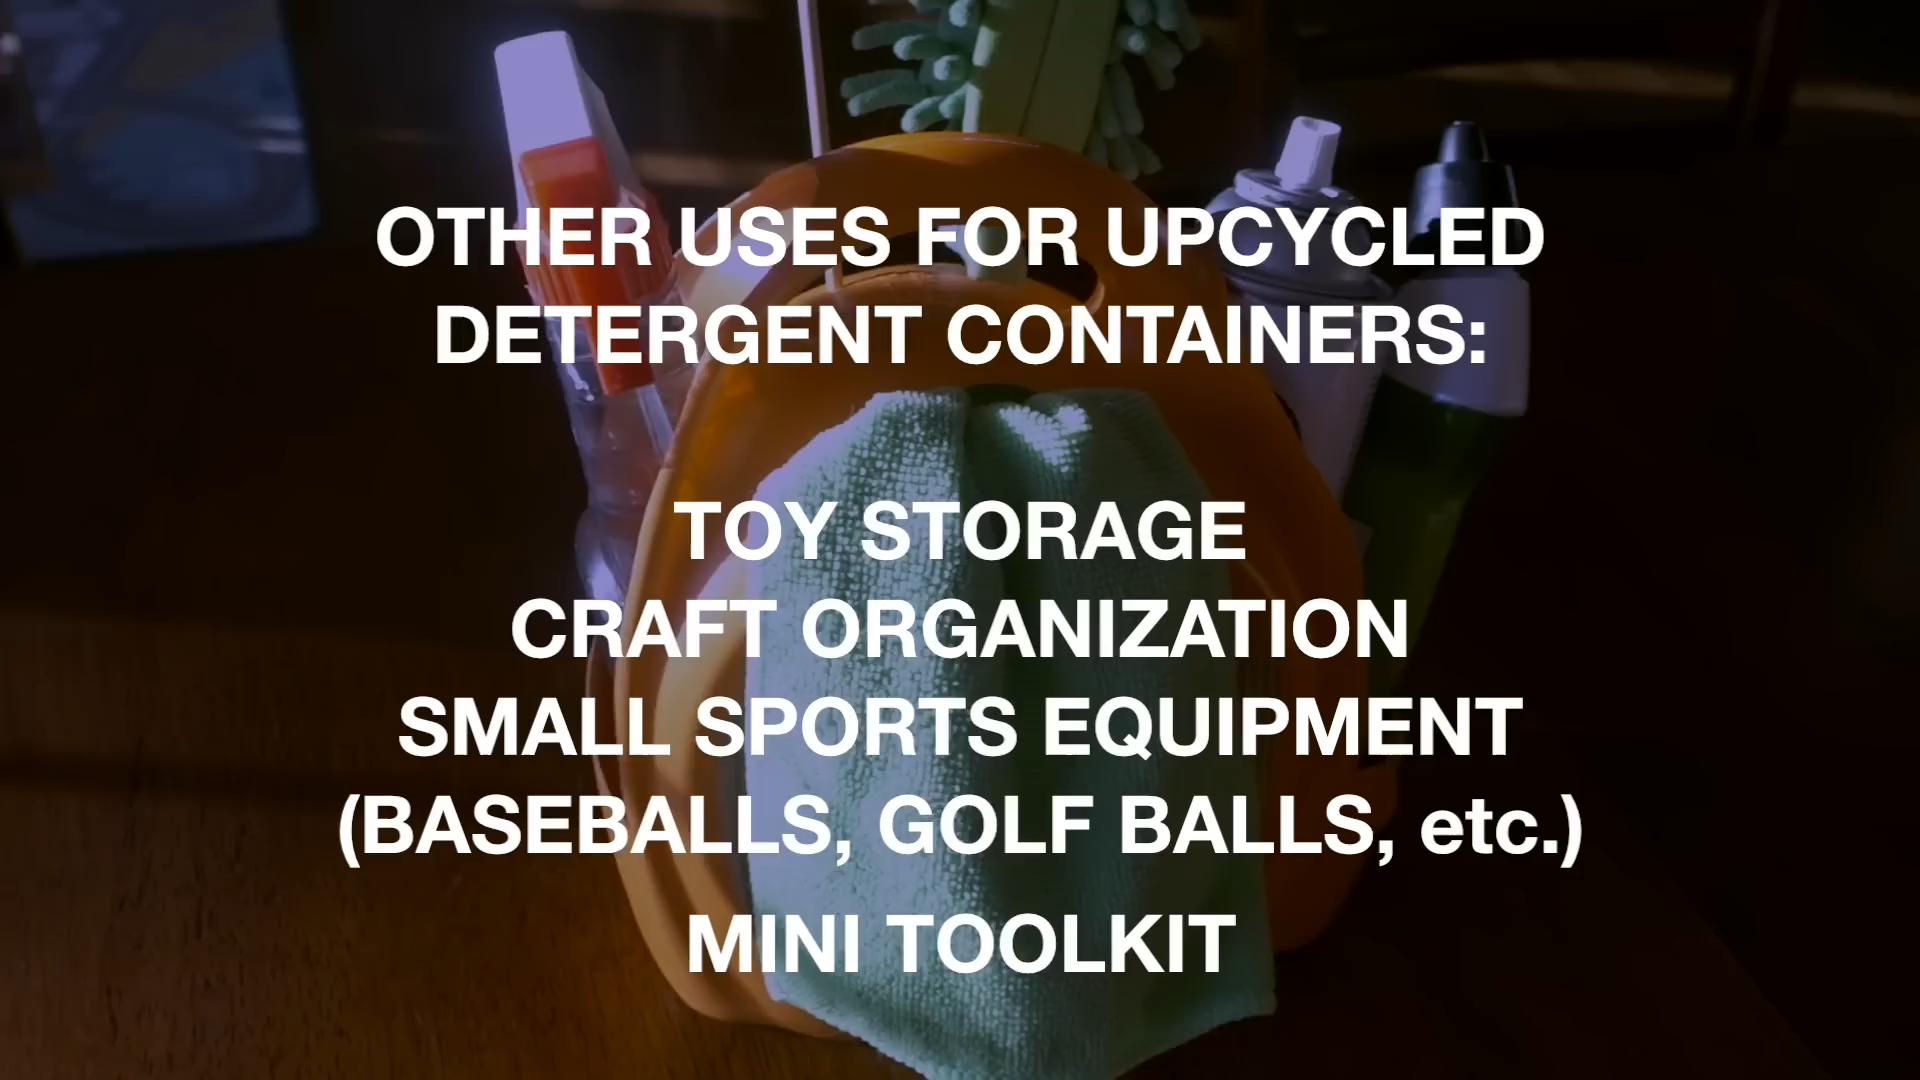 OTHER USES FOR UPCYCLED
DETERGENT CONTAINERS:
TOY STORAGE
CRAFT ORGANIZATION
SMALL SPORTS EQUIPMENT
(BASEBALLS, GOLF BALLS, etc.)
MINI TOOLKIT